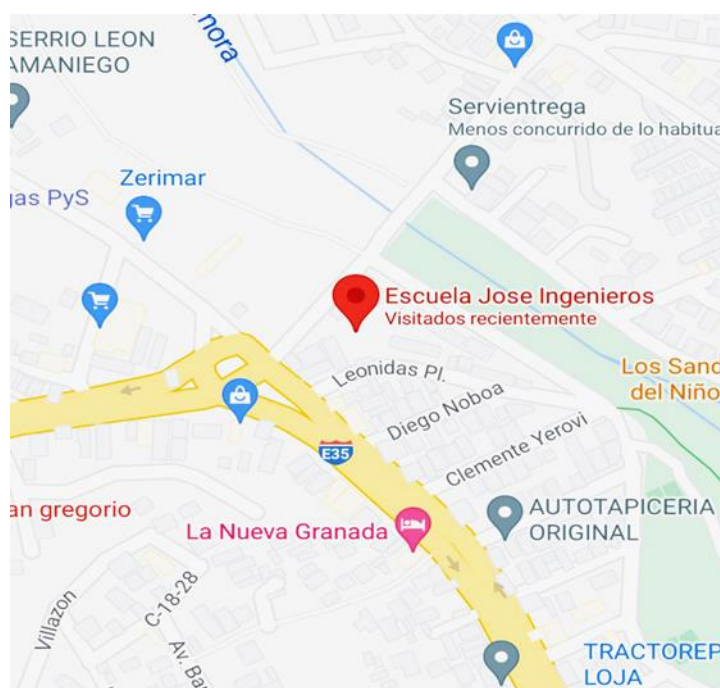 SERRIO LEON
AMANIEGO
nora
Servientrega
Menos concurrido de lo habitua
Zerimar
gas PyS
Escuela Jose Ingenieros
Visitados recientemente
Leonidas Pl.
Los Sand
del Niño
Diego Noboa
Clemente Yerovi
E35
an gregorio
La Nueva Granada
AUTOTAPICERIA
ORIGINAL
C-18-28
Villazon
Av. Ba
TRACTOREP
LOJA